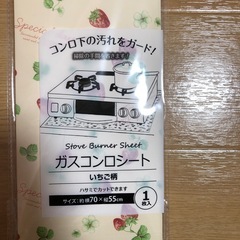 Special
コンロ下の汚れをガード!
掃除の手間を省きます!
Stove Burner Sheet
ガスコンロシート
いちご柄
ハサミでカットできます
サイズ:約横70×縦55cm
1
枚入